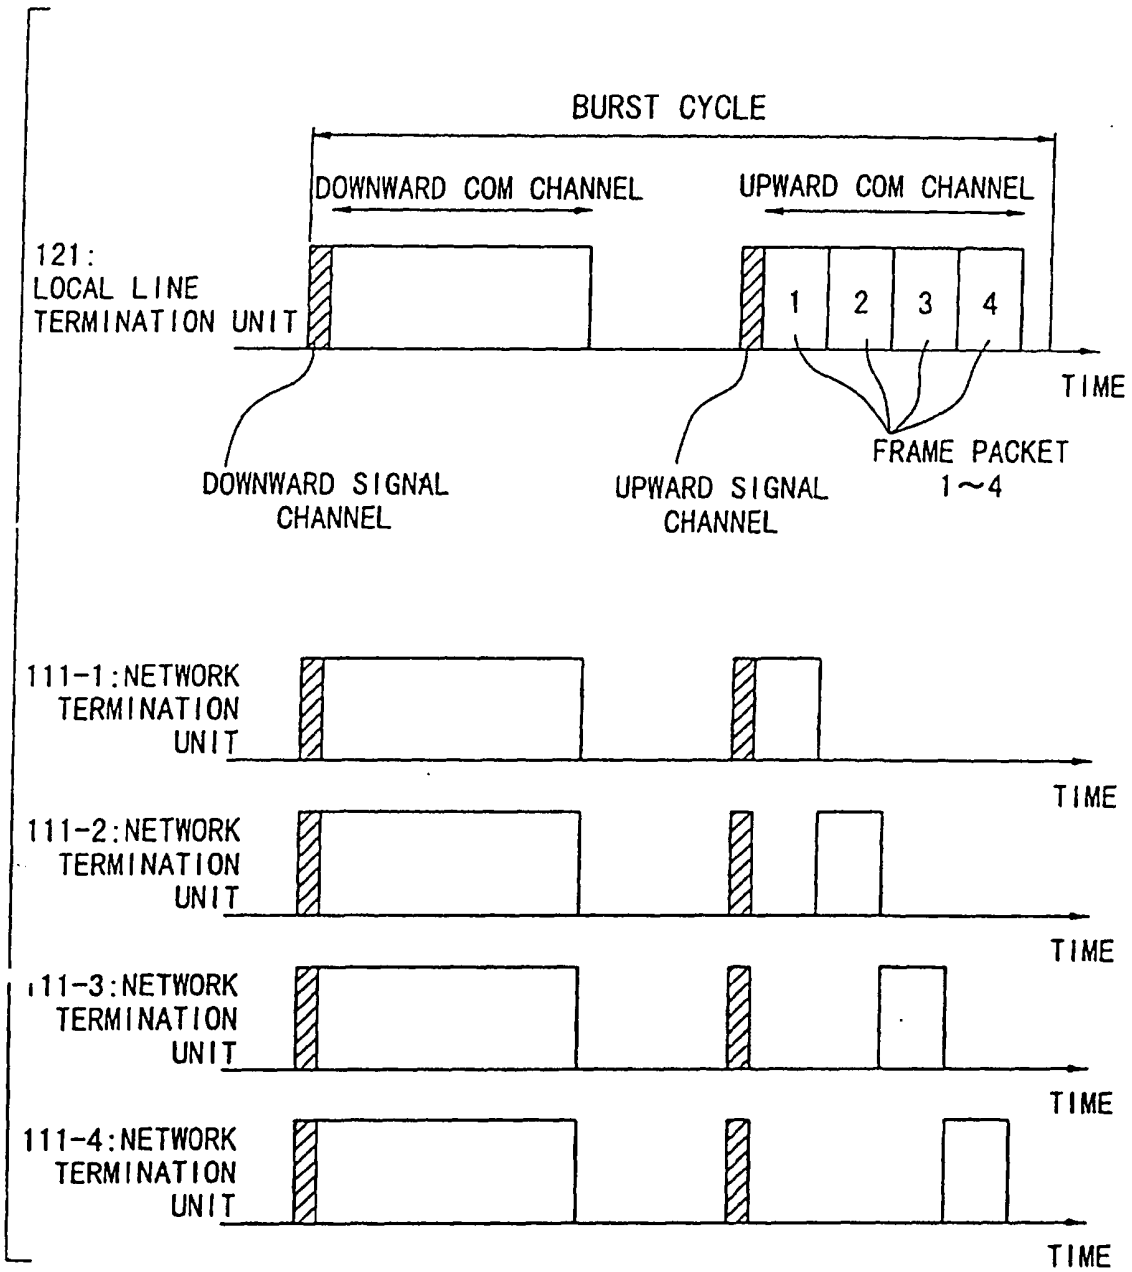 BURST CYCLE
DOWNWARD COM CHANNEL
UPWARD COM CHANNEL
121:
LOCAL LINE
TERMINATION UNIT
1
2
3
4
TIME
FRAME PACKET
1~4
DOWNWARD SIGNAL
CHANNEL
UPWARD SIGNAL
CHANNEL
111-1:NETWORK
TERMINATION
UNIT
TIME
111-2:NETWORK
TERMINATION
UNIT
TIME
111-3:NETWORK
TERMINATION
UNIT
TIME
111-4:NETWORK
TERMINATION
UNIT
TIME